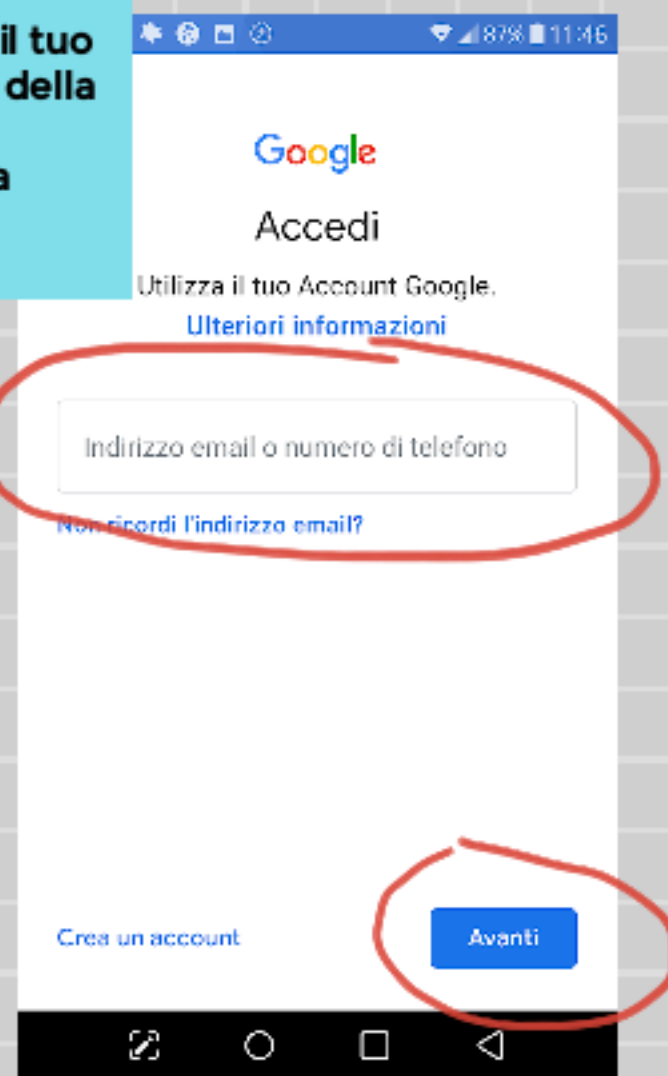 il tuo
della
a
87% 11:46
Google
Accedi
Utilizza il tuo Account Google.
Ulteriori informazioni
Indirizzo email o numero di telefono
Non ricordi l'indirizzo email?
Crea un account
Avanti